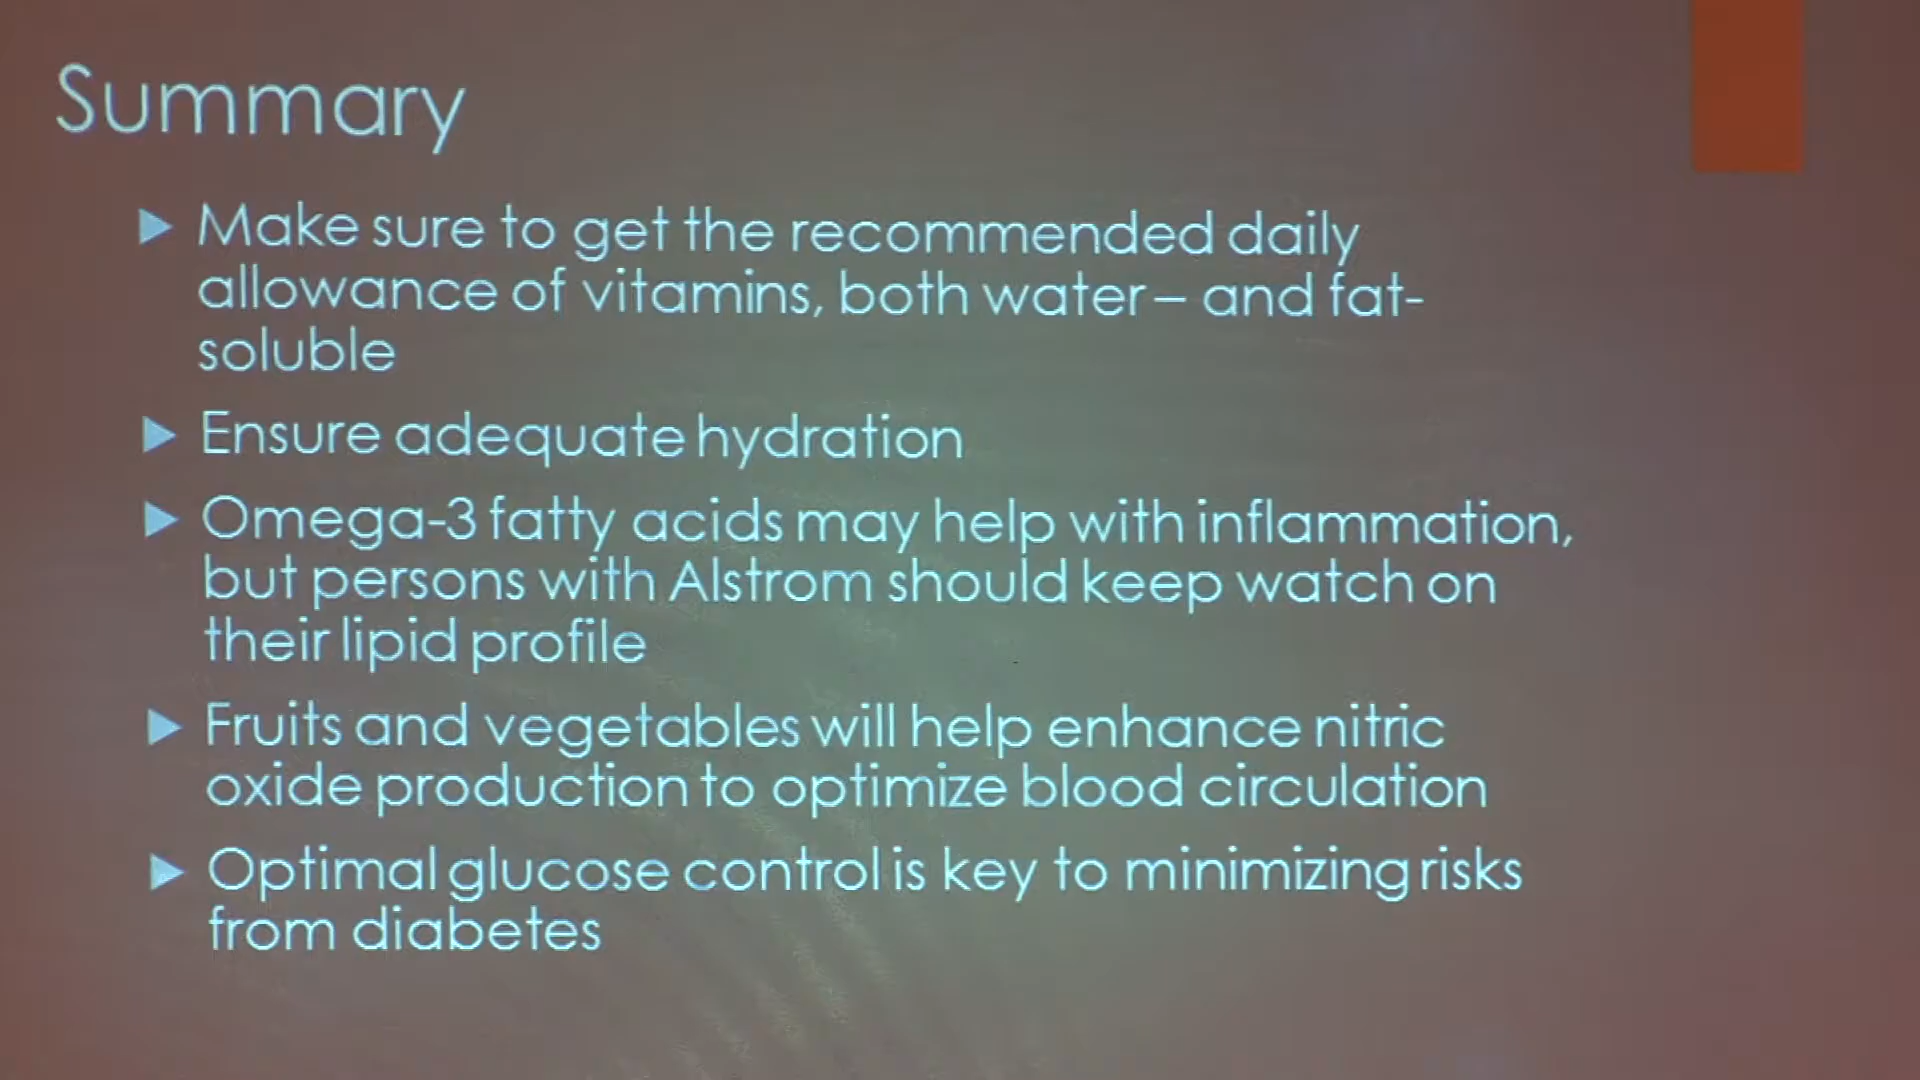 Summary
Make sure to get the recommended daily
allowance of vitamins, both water – and fat-
soluble
Ensure adequate hydration
Omega-3 fatty acids may help with inflammation,
but persons with Alstrom should keep watch on
their lipid profile
Fruits and vegetables will help enhance nitric
oxide production to optimize blood circulation
Optimal glucose control is key to minimizing risks
from diabetes